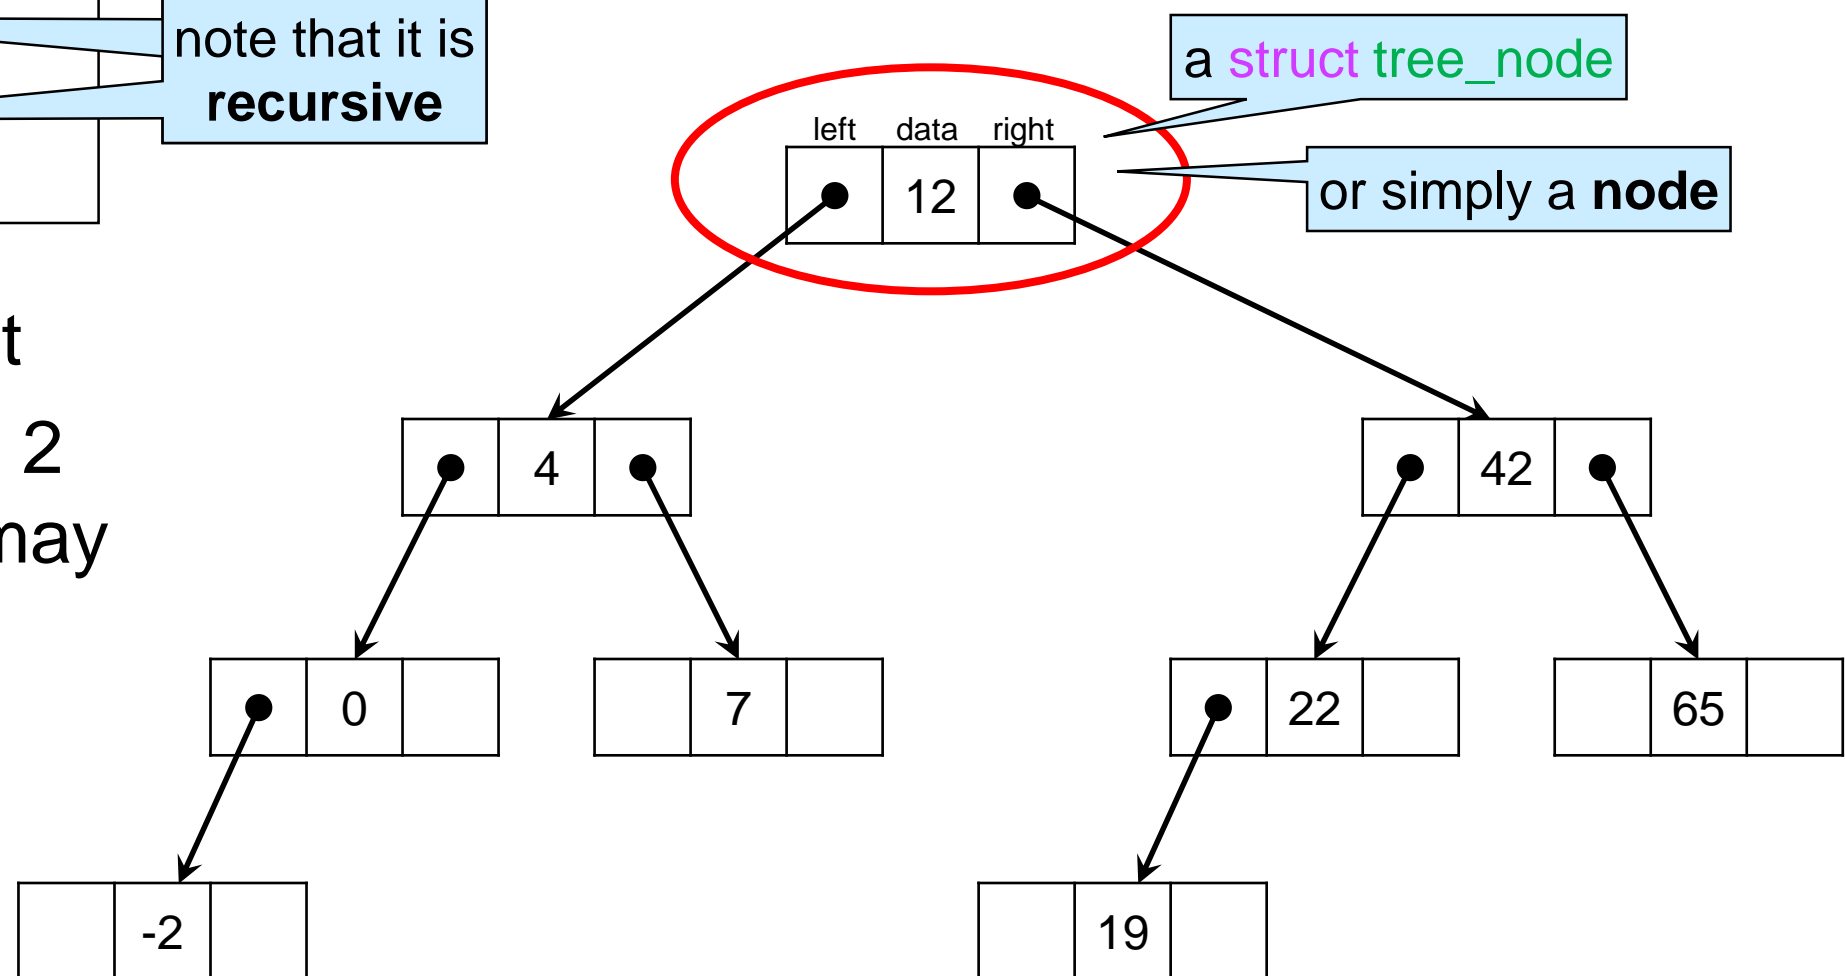 note that it is
recursive
a struct tree_node
left data right
12
or simply a node
t
2
may
4
42
0
7
22
65
-2
19